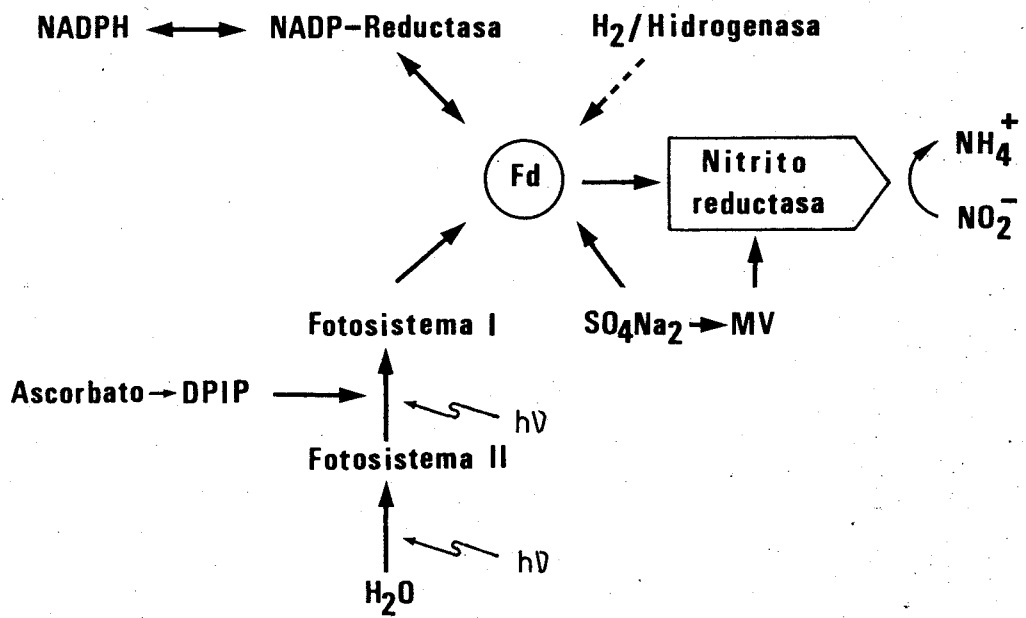 NADPH NADP-Reductasa H₂/Hidrogenasa
Fd
Nitrito
reductasa
NH₄⁺
NO₂⁻
Fotosistema I
SO₄Na₂ MV
Ascorbato DPIP
hν
Fotosistema II
hν
H₂O